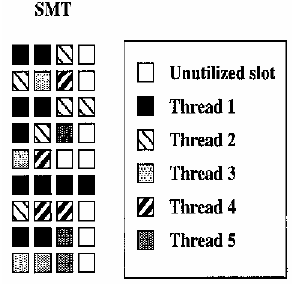 SMT
Unutilized slot
Thread 1
Thread 2
Thread 3
Thread 4
Thread 5